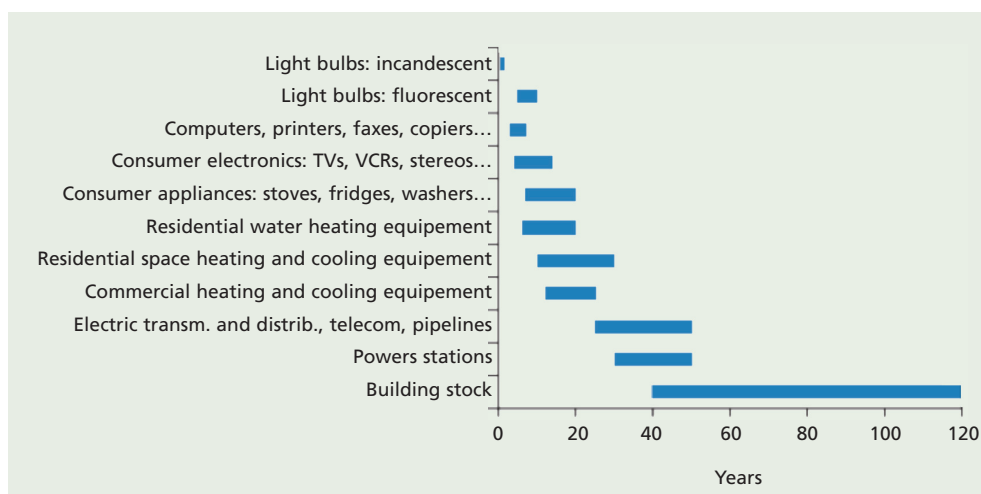 Light bulbs: incandescent
Light bulbs: fluorescent
Computers, printers, faxes, copiers…
Consumer electronics: TVs, VCRs, stereos…
Consumer appliances: stoves, fridges, washers…
Residential water heating equipement
Residential space heating and cooling equipement
Commercial heating and cooling equipement
Electric transm. and distrib., telecom, pipelines
Powers stations
Building stock
0 20 40 60 80 100 120
Years